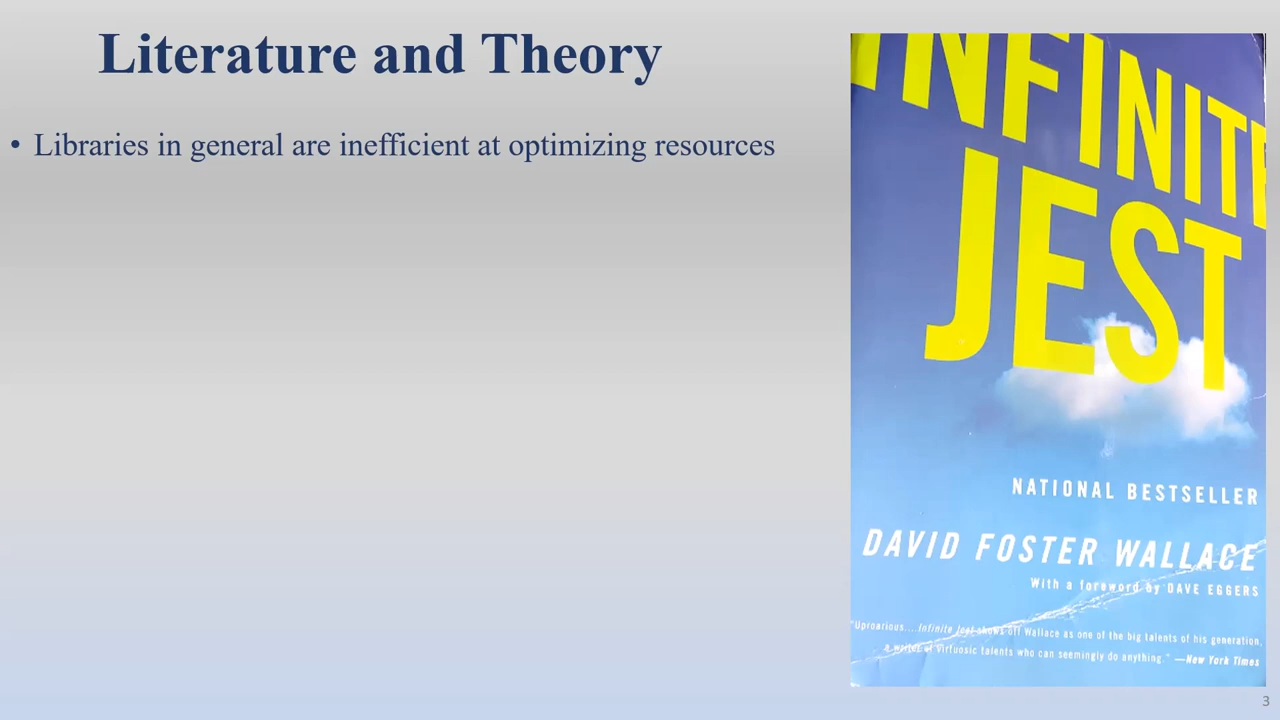 Literature and Theory
• Libraries in general are inefficient at optimizing resources
INFINITE
JEST
NATIONAL BESTSELLER
DAVID FOSTER WALLACE
With a foreword by DAVE EGGERS
"Uproarious....Infinite Jest shows off Wallace as one of the big talents of his generation,
a writer of virtuosic talents who can seemingly do anything." —New York Times
3